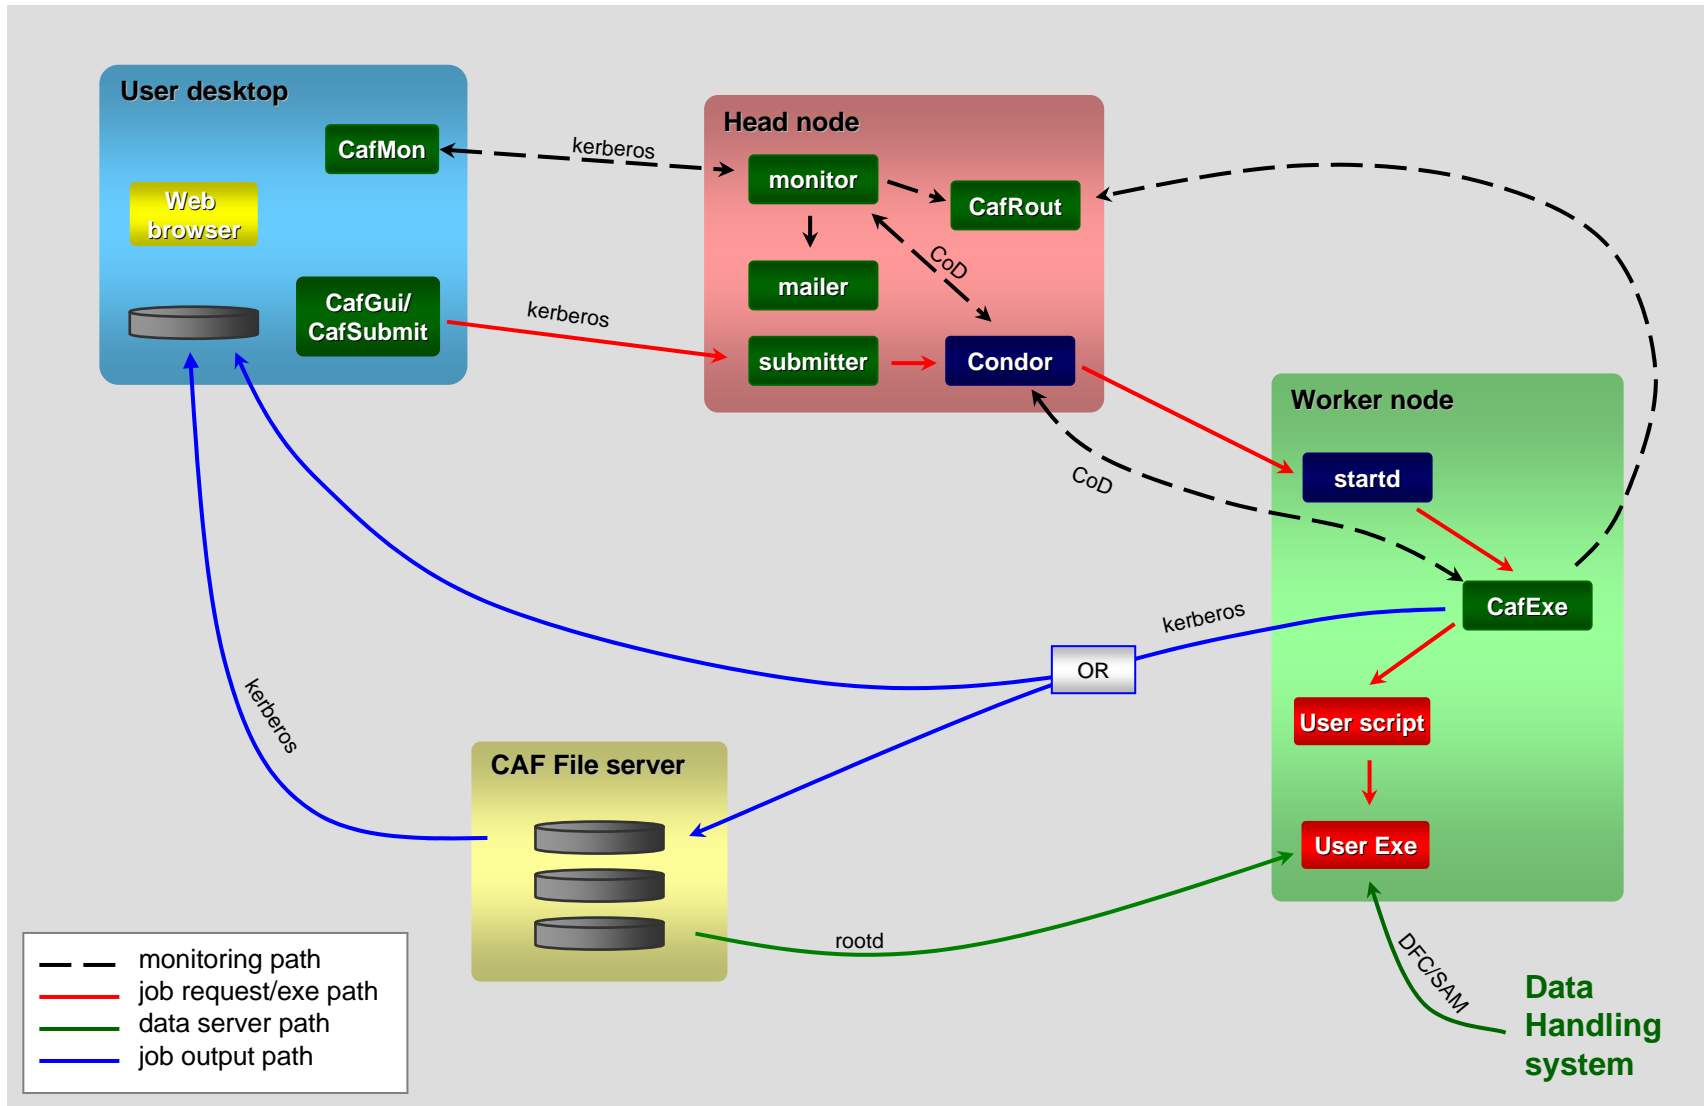 User desktop
CafMon
Web
browser
CafGui/
CafSubmit
kerberos
kerberos
Head node
monitor
CafRout
CoD
mailer
submitter
Condor
CoD
Worker node
startd
CafExe
kerberos
OR
User script
User Exe
kerberos
CAF File server
rootd
DFC/SAM
Data
Handling
system
monitoring path
job request/exe path
data server path
job output path